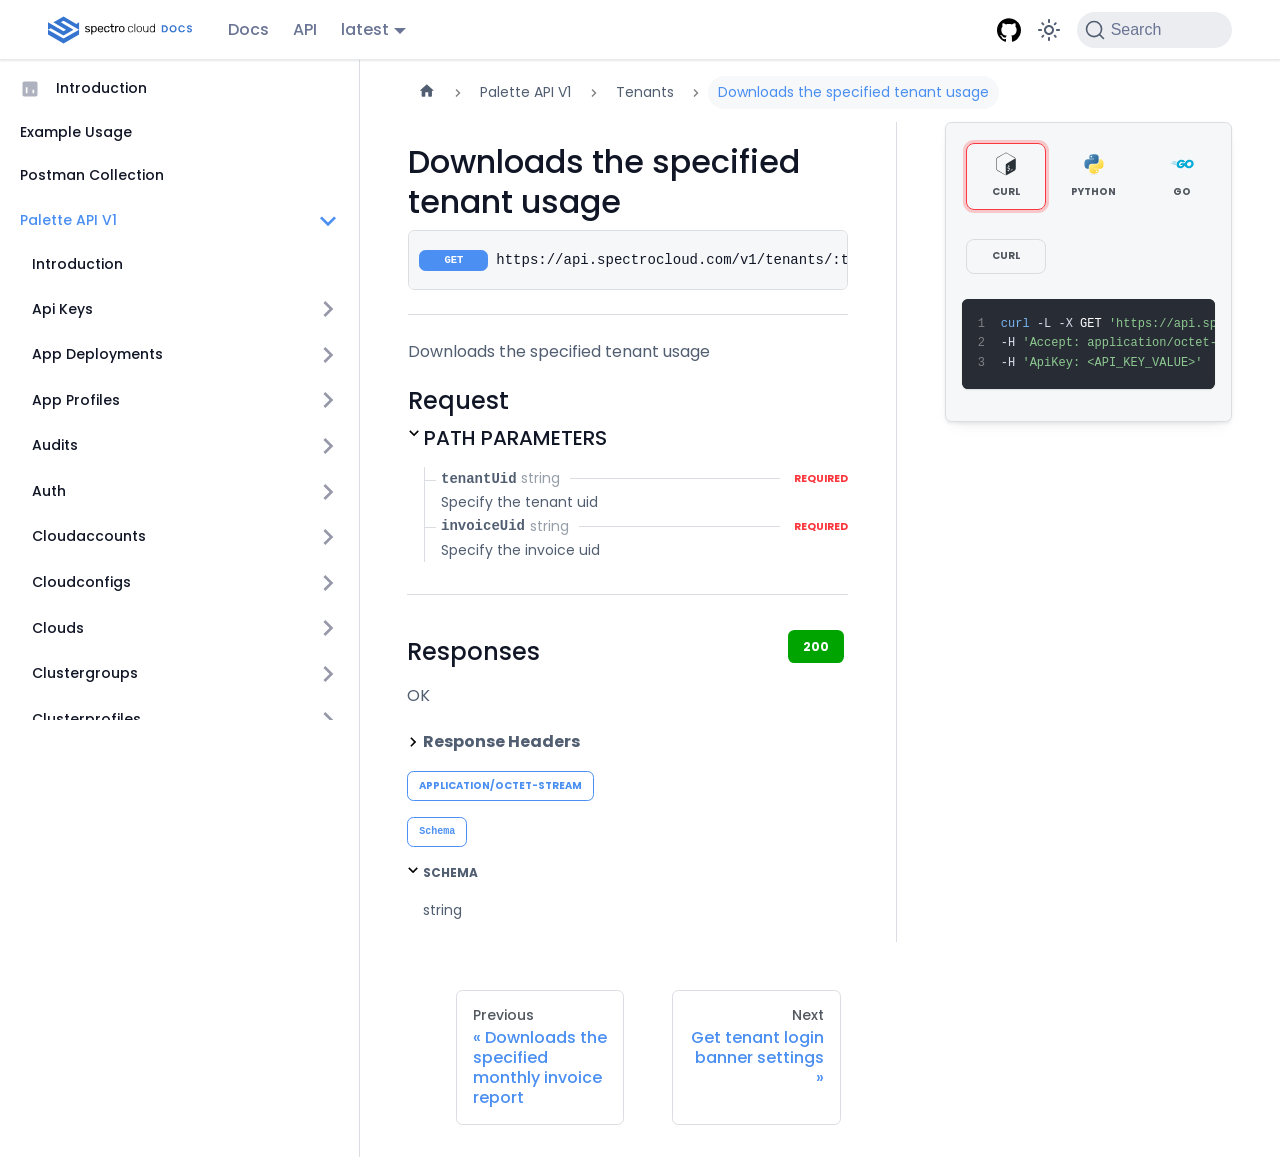 spectro cloud DOCS
Docs
API
latest
Search
Introduction
Example Usage
Postman Collection
Palette API V1
Introduction
Api Keys
App Deployments
App Profiles
Audits
Auth
Cloudaccounts
Cloudconfigs
Clouds
Clustergroups
Clusterprofiles
Palette API V1
Tenants
Downloads the specified tenant usage
Downloads the specified
tenant usage
GET https://api.spectrocloud.com/v1/tenants/:t
Downloads the specified tenant usage
Request
PATH PARAMETERS
tenantUid string REQUIRED
Specify the tenant uid
invoiceUid string REQUIRED
Specify the invoice uid
Responses
200
OK
Response Headers
APPLICATION/OCTET-STREAM
Schema
SCHEMA
string
CURL
PYTHON
GO
CURL
1 curl -L -X GET 'https://api.sp
2 -H 'Accept: application/octet-
3 -H 'ApiKey: <API_KEY_VALUE>'
Previous
« Downloads the
specified
monthly invoice
report
Next
Get tenant login
banner settings
»